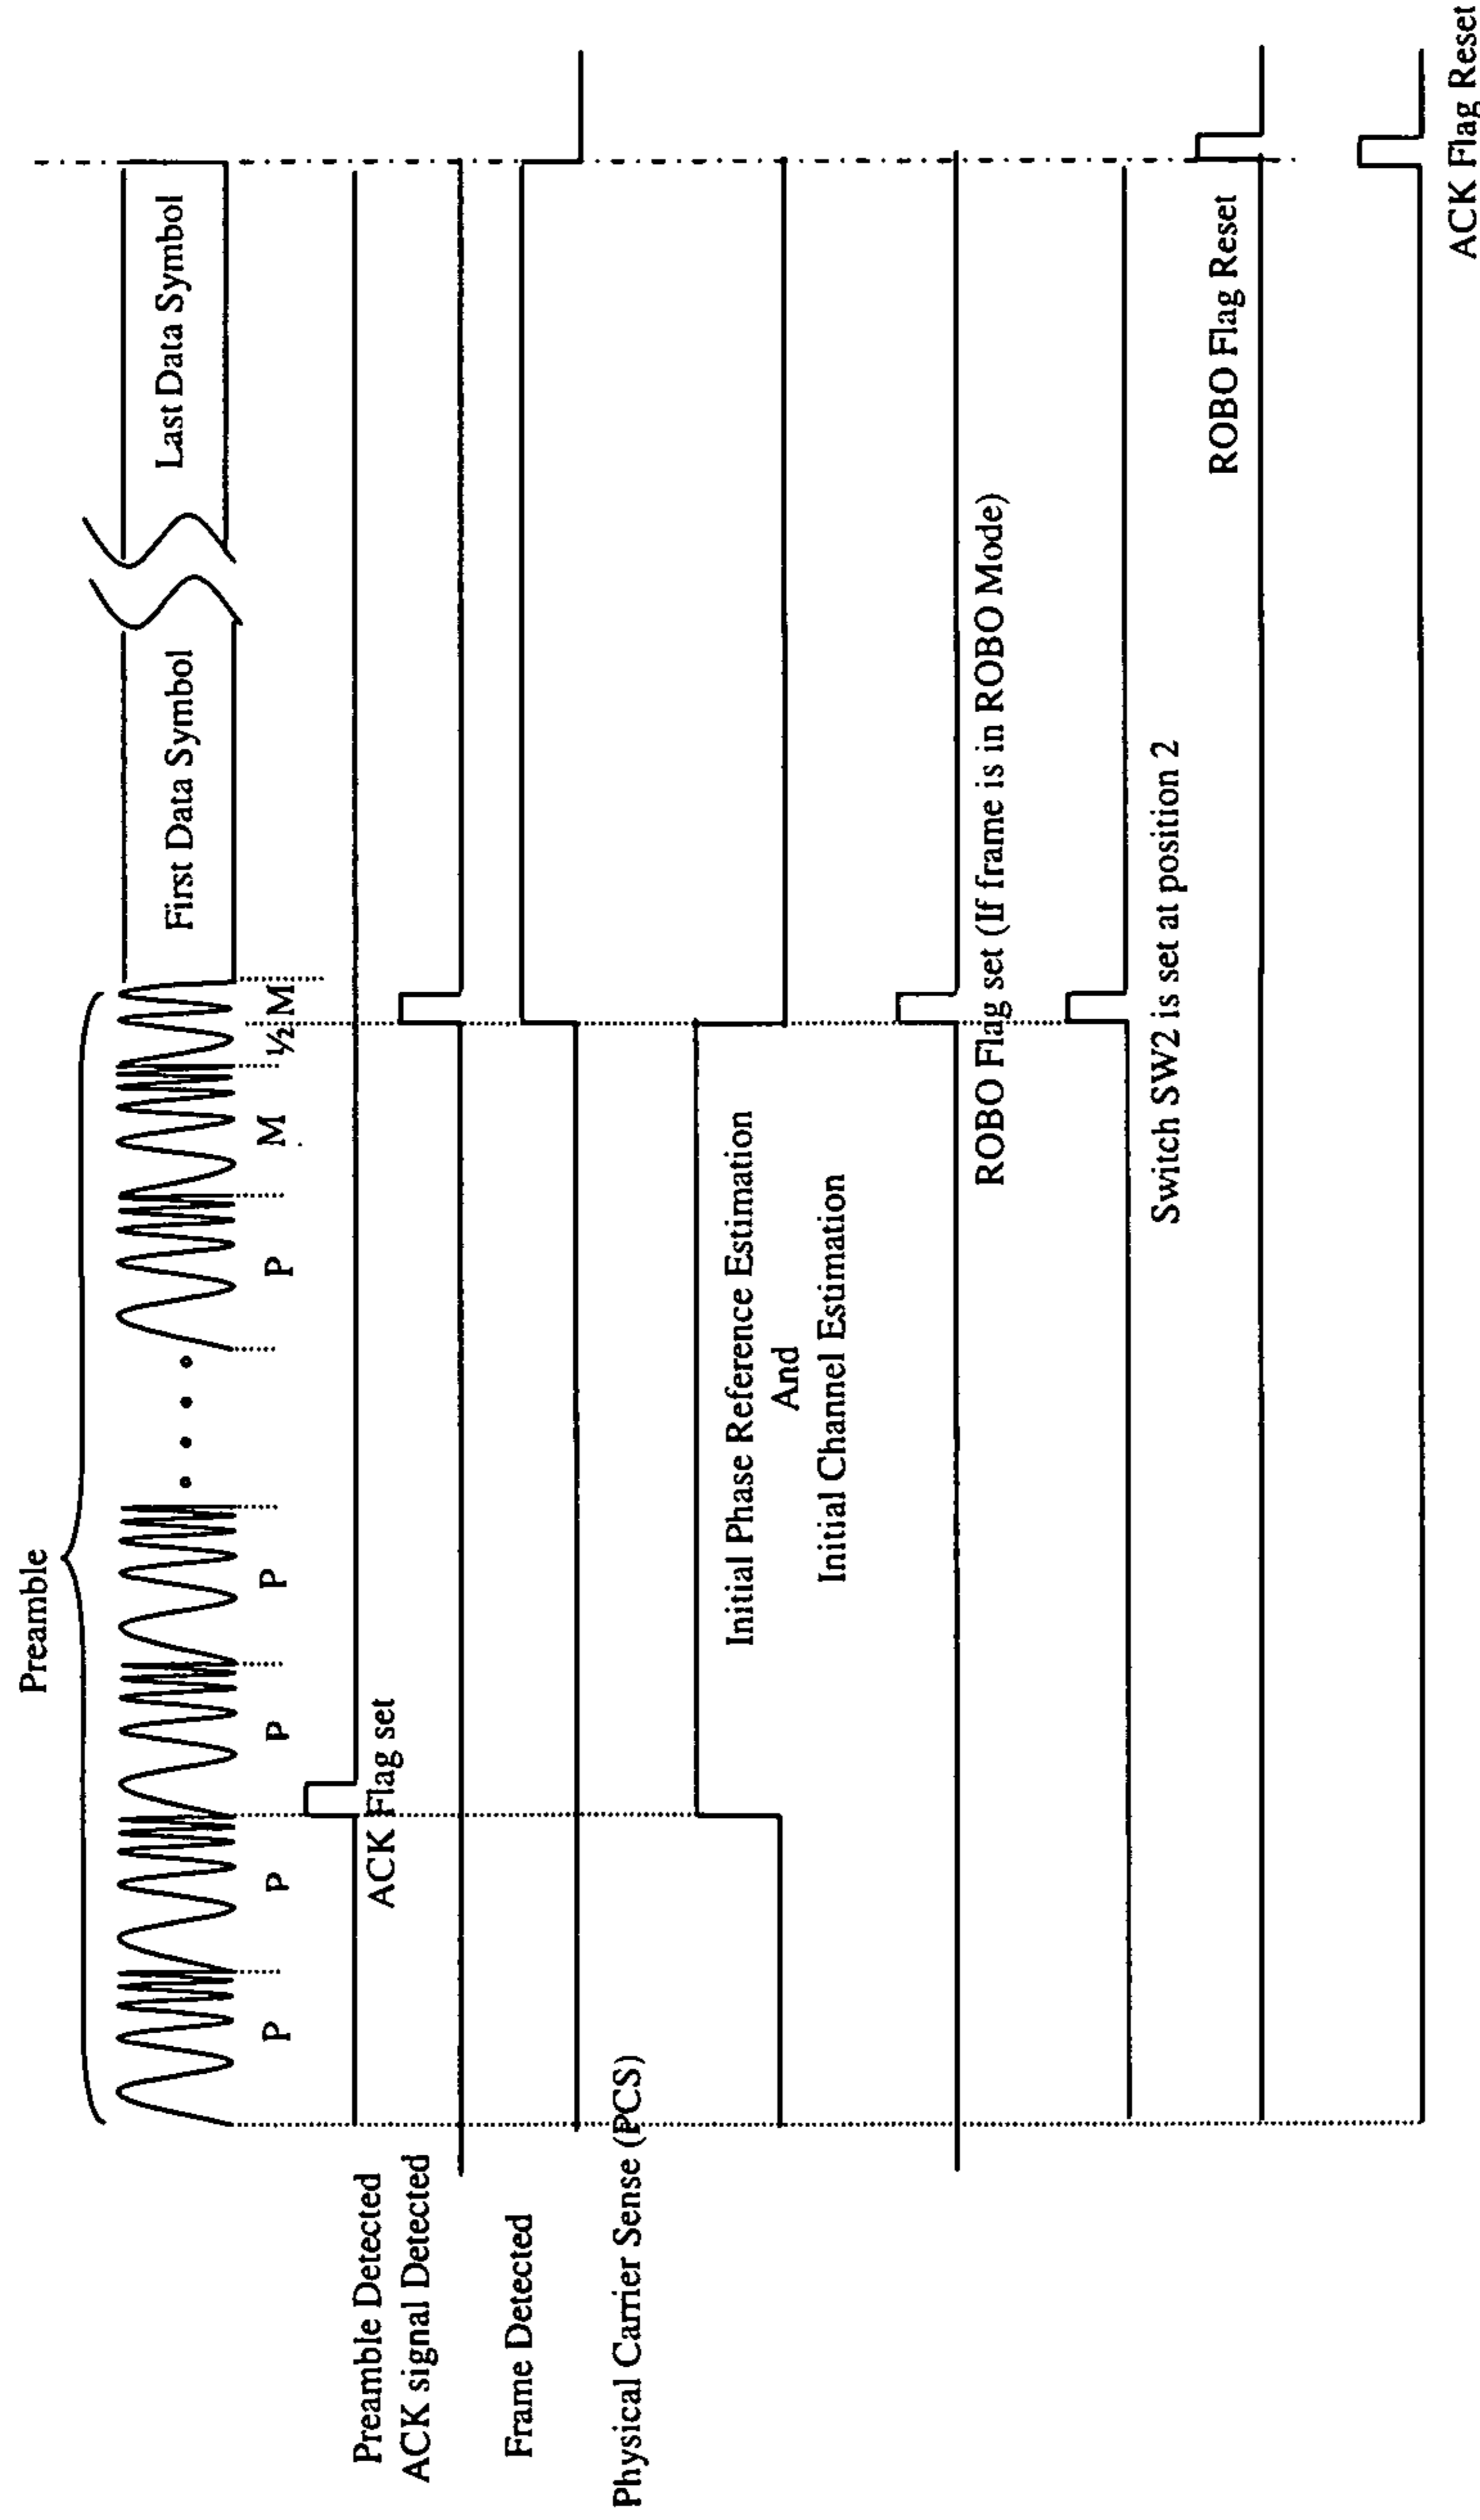 Preamble
First Data Symbol
Last Data Symbol
P
P
P
P
P
M
½ M
Preamble Detected
ACK signal Detected
ACK Flag set
Frame Detected
Physical Carrier Sense (PCS)
Initial Phase Reference Estimation
And
Initial Channel Estimation
ROBO Flag set (If frame is in ROBO Mode)
Switch SW2 is set at position 2
ROBO Flag Reset
ACK Flag Reset